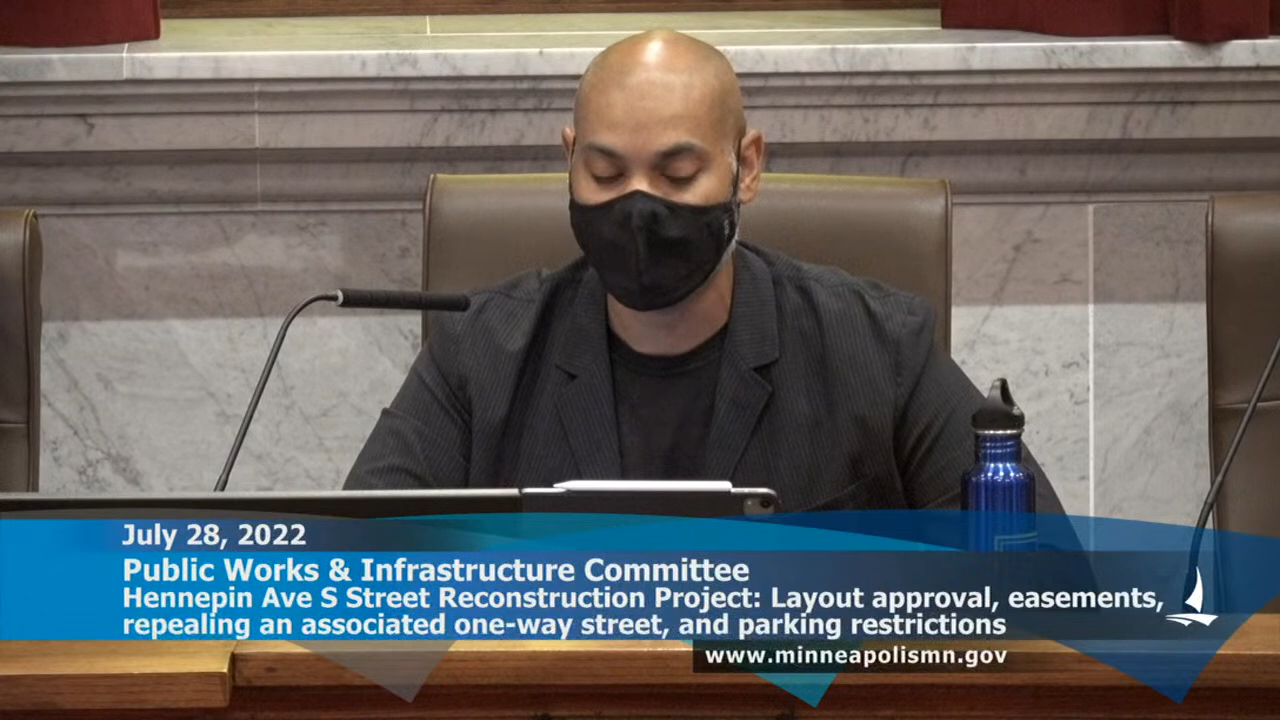 July 28, 2022
Public Works & Infrastructure Committee
Hennepin Ave S Street Reconstruction Project: Layout approval, easements,
repealing an associated one-way street, and parking restrictions
www.minneapolismn.gov